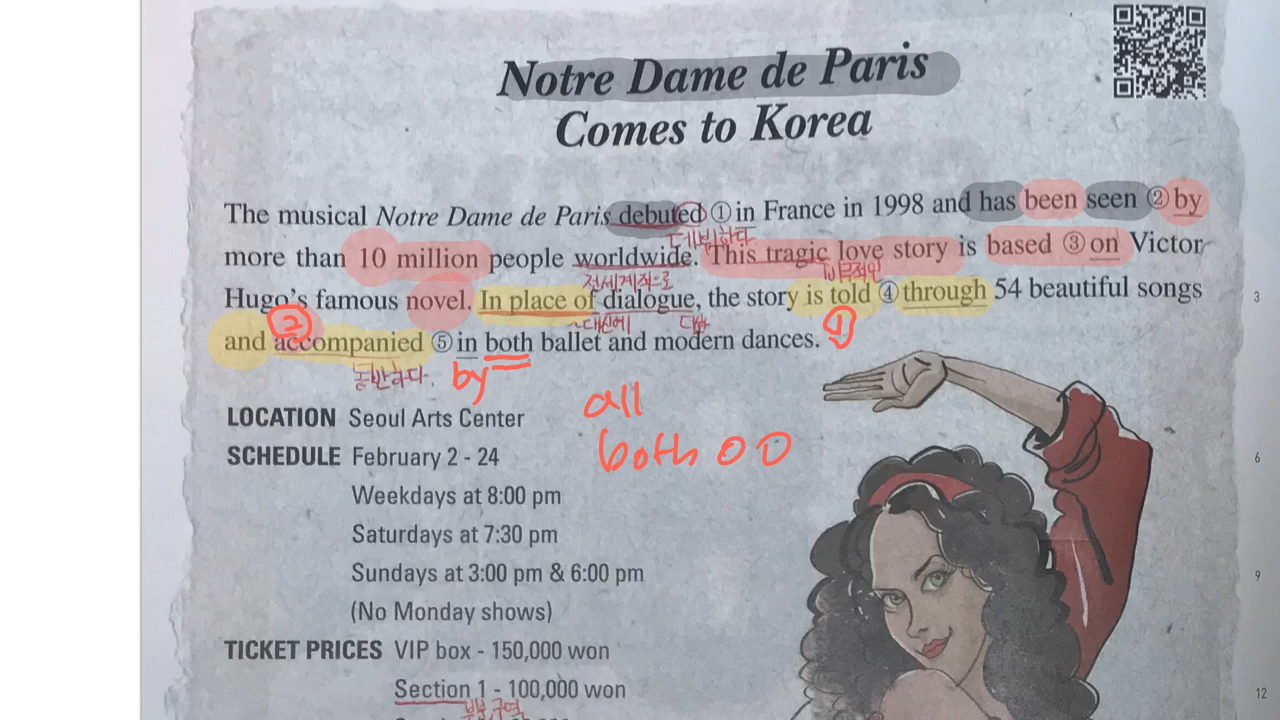 Notre Dame de Paris
Comes to Korea
The musical Notre Dame de Paris debuted ① in France in 1998 and has been seen ② by
데뷔하다
more than 10 million people worldwide. This tragic love story is based ③ on Victor
전세계적으로 비극적인
Hugo's famous novel. In place of dialogue, the story is told ④ through 54 beautiful songs
3
~대신에 대화
② ①
and accompanied ⑤ in both ballet and modern dances.
동반하다. by
all
both O O
LOCATION Seoul Arts Center
SCHEDULE February 2 - 24
6
Weekdays at 8:00 pm
Saturdays at 7:30 pm
Sundays at 3:00 pm & 6:00 pm
9
(No Monday shows)
TICKET PRICES VIP box - 150,000 won
Section 1 - 100,000 won
12